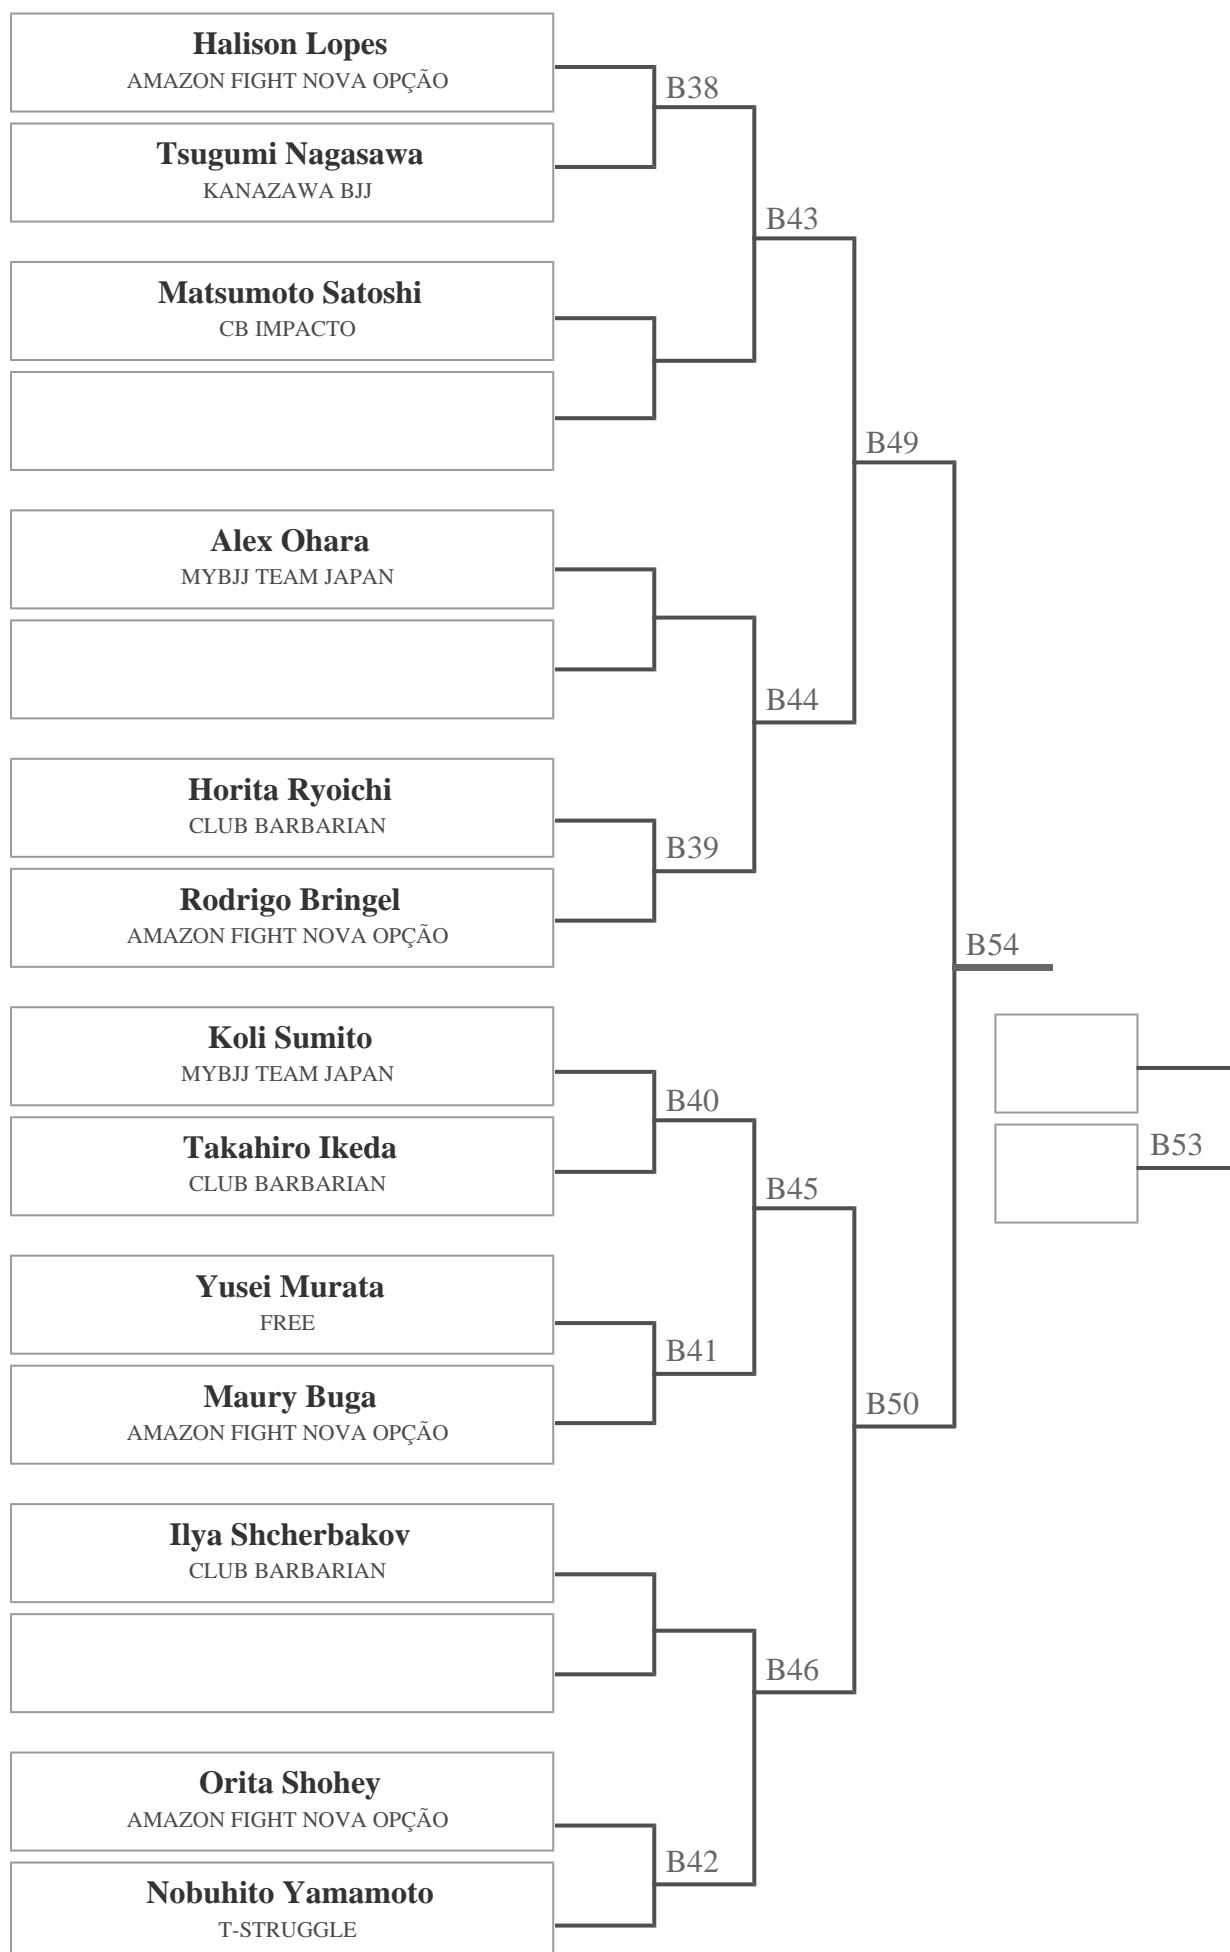 Halison Lopes
AMAZON FIGHT NOVA OPÇÃO
B38
Tsugumi Nagasawa
KANAZAWA BJJ
B43
Matsumoto Satoshi
CB IMPACTO
B49
Alex Ohara
MYBJJ TEAM JAPAN
B44
Horita Ryoichi
CLUB BARBARIAN
B39
Rodrigo Bringel
AMAZON FIGHT NOVA OPÇÃO
B54
Koli Sumito
MYBJJ TEAM JAPAN
B40
Takahiro Ikeda
CLUB BARBARIAN
B53
B45
Yusei Murata
FREE
B41
Maury Buga
AMAZON FIGHT NOVA OPÇÃO
B50
Ilya Shcherbakov
CLUB BARBARIAN
B46
Orita Shohey
AMAZON FIGHT NOVA OPÇÃO
B42
Nobuhito Yamamoto
T-STRUGGLE